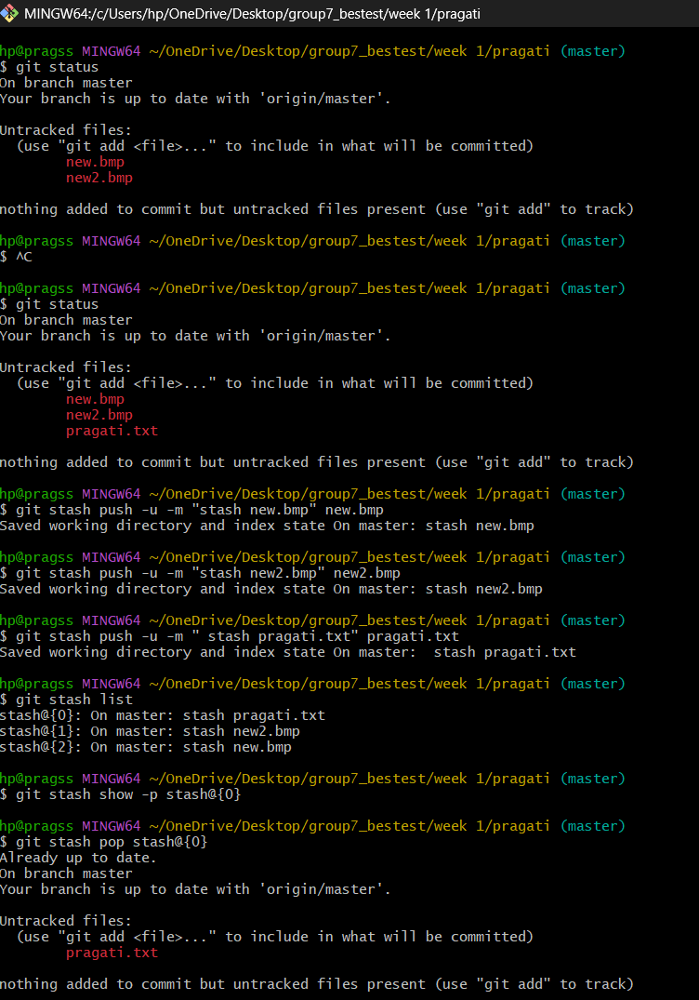 MINGW64:/c/Users/hp/OneDrive/Desktop/group7_bestest/week 1/pragati
hp@pragss MINGW64 ~/OneDrive/Desktop/group7_bestest/week 1/pragati (master)
$ git status
On branch master
Your branch is up to date with 'origin/master'.
Untracked files:
  (use "git add <file>..." to include in what will be committed)
        new.bmp
        new2.bmp
nothing added to commit but untracked files present (use "git add" to track)
hp@pragss MINGW64 ~/OneDrive/Desktop/group7_bestest/week 1/pragati (master)
$ ^C
hp@pragss MINGW64 ~/OneDrive/Desktop/group7_bestest/week 1/pragati (master)
$ git status
On branch master
Your branch is up to date with 'origin/master'.
Untracked files:
  (use "git add <file>..." to include in what will be committed)
        new.bmp
        new2.bmp
        pragati.txt
nothing added to commit but untracked files present (use "git add" to track)
hp@pragss MINGW64 ~/OneDrive/Desktop/group7_bestest/week 1/pragati (master)
$ git stash push -u -m "stash new.bmp" new.bmp
Saved working directory and index state On master: stash new.bmp
hp@pragss MINGW64 ~/OneDrive/Desktop/group7_bestest/week 1/pragati (master)
$ git stash push -u -m "stash new2.bmp" new2.bmp
Saved working directory and index state On master: stash new2.bmp
hp@pragss MINGW64 ~/OneDrive/Desktop/group7_bestest/week 1/pragati (master)
$ git stash push -u -m " stash pragati.txt" pragati.txt
Saved working directory and index state On master:  stash pragati.txt
hp@pragss MINGW64 ~/OneDrive/Desktop/group7_bestest/week 1/pragati (master)
$ git stash list
stash@{0}: On master: stash pragati.txt
stash@{1}: On master: stash new2.bmp
stash@{2}: On master: stash new.bmp
hp@pragss MINGW64 ~/OneDrive/Desktop/group7_bestest/week 1/pragati (master)
$ git stash show -p stash@{0}
hp@pragss MINGW64 ~/OneDrive/Desktop/group7_bestest/week 1/pragati (master)
$ git stash pop stash@{0}
Already up to date.
On branch master
Your branch is up to date with 'origin/master'.
Untracked files:
  (use "git add <file>..." to include in what will be committed)
        pragati.txt
nothing added to commit but untracked files present (use "git add" to track)